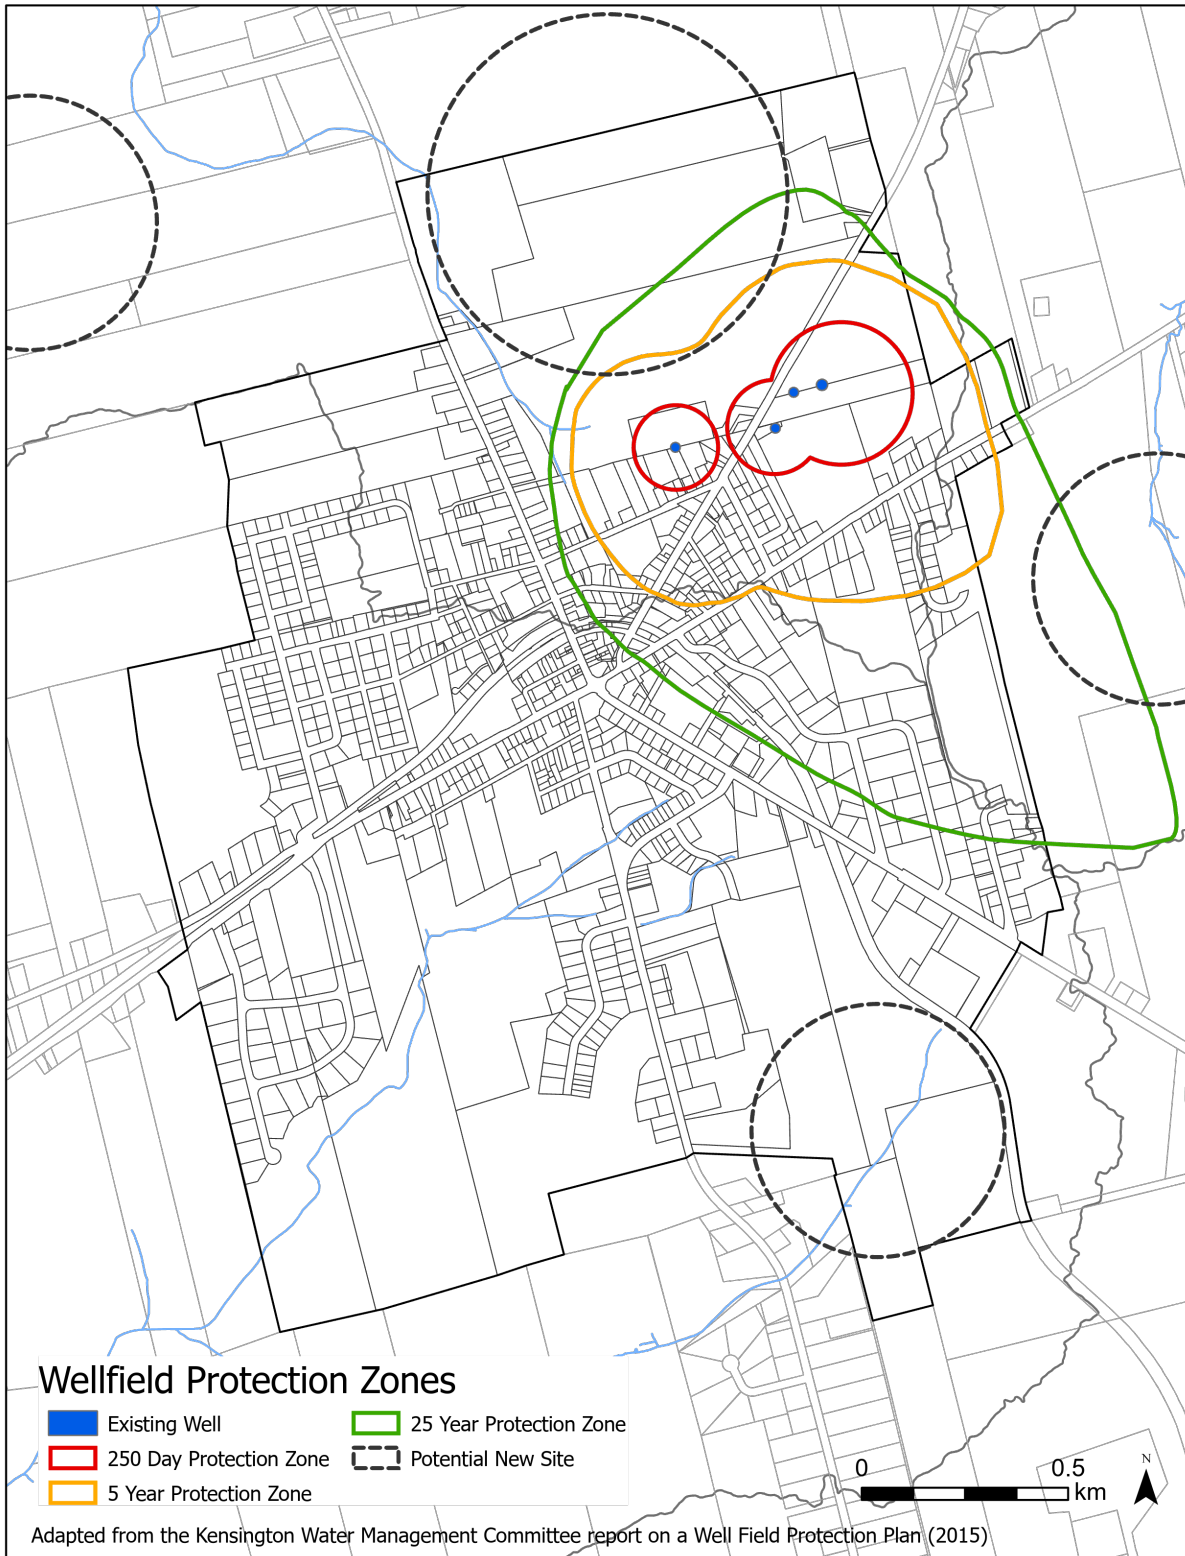 Wellfield Protection Zones
Existing Well
250 Day Protection Zone
5 Year Protection Zone
25 Year Protection Zone
Potential New Site
0 0.5
km
N
Adapted from the Kensington Water Management Committee report on a Well Field Protection Plan (2015)